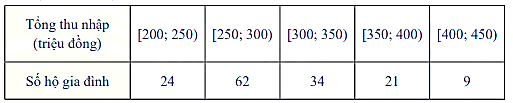 Tổng thu nhập (triệu đồng) [200; 250) [250; 300) [300; 350) [350; 400) [400; 450)
Số hộ gia đình 24 62 34 21 9